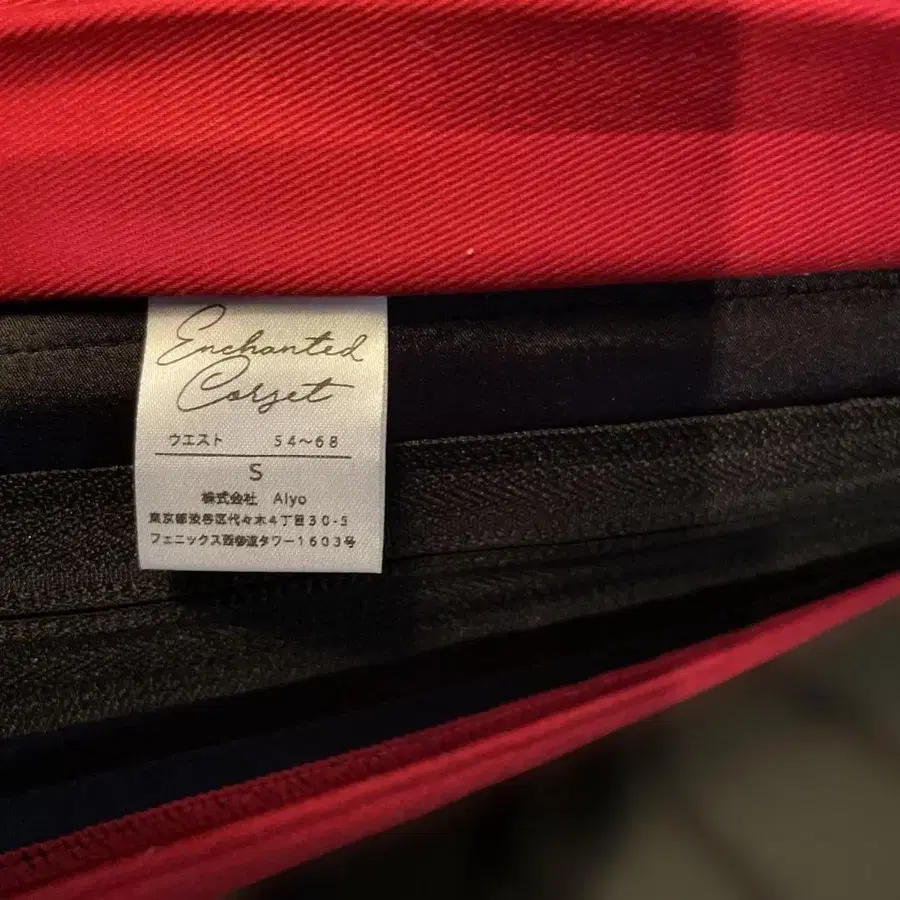 Enchanted
Corset
ウエスト 54～68
S
株式会社 Alyo
東京都渋谷区代々木4丁目30-5
フェニックス西参道タワー1603号